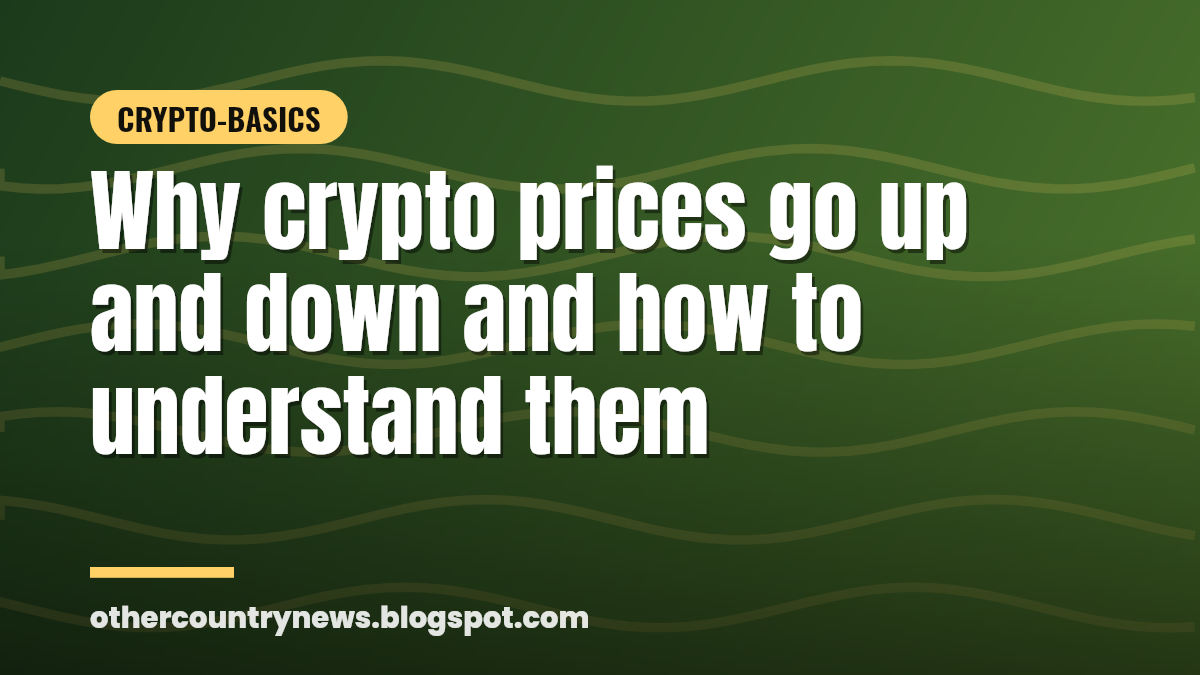 CRYPTO-BASICS
Why crypto prices go up
and down and how to
understand them
othercountrynews.blogspot.com